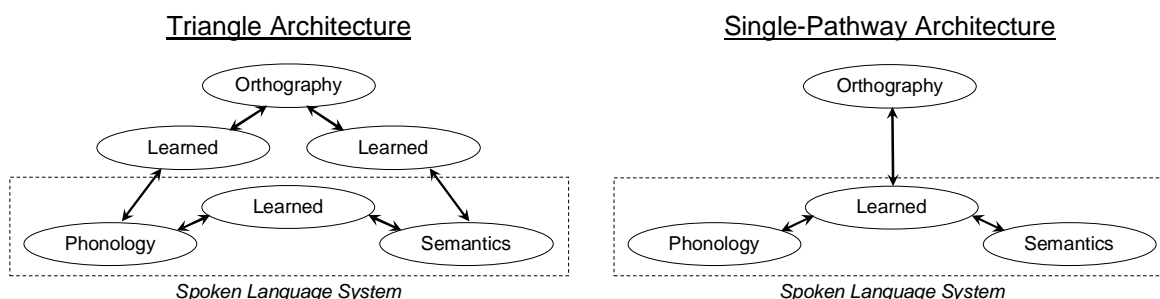 Triangle Architecture
Orthography
Learned
Learned
Learned
Phonology
Semantics
Spoken Language System
Single-Pathway Architecture
Orthography
Learned
Phonology
Semantics
Spoken Language System